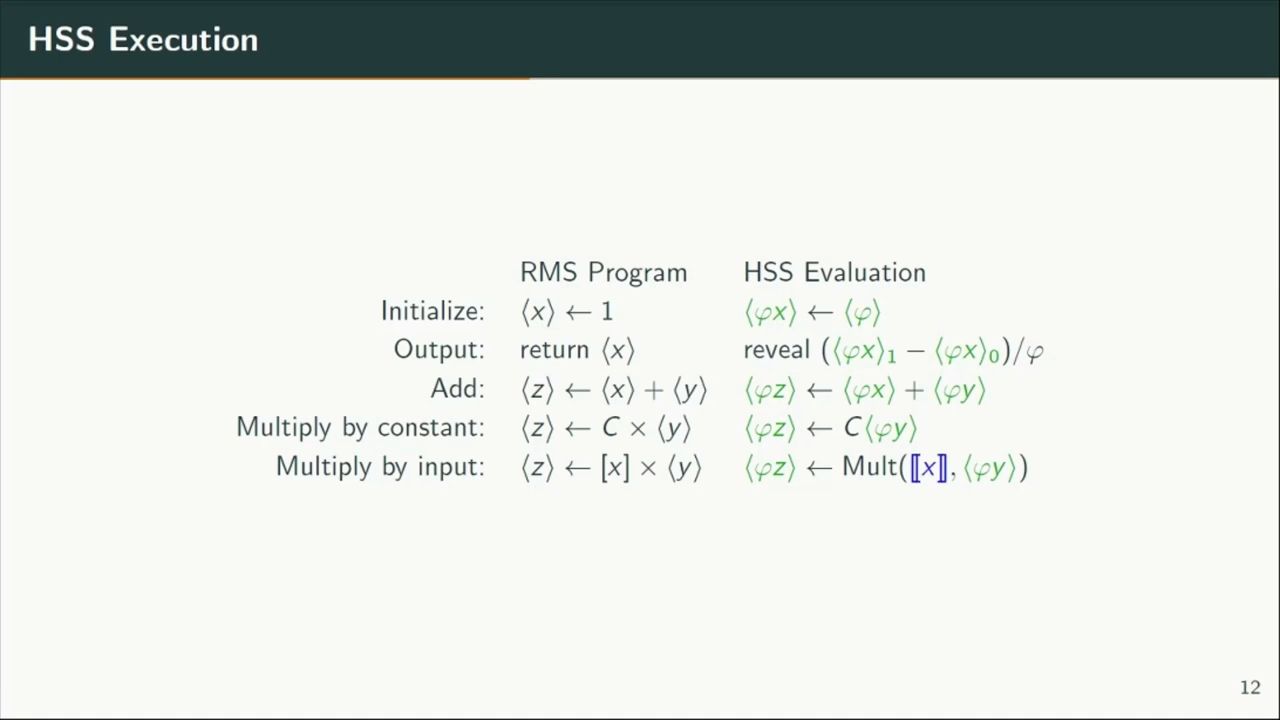 HSS Execution
RMS Program HSS Evaluation
Initialize: ⟨x⟩ ← 1 ⟨φx⟩ ← ⟨φ⟩
Output: return ⟨x⟩ reveal (⟨φx⟩₁ − ⟨φx⟩₀)/φ
Add: ⟨z⟩ ← ⟨x⟩ + ⟨y⟩ ⟨φz⟩ ← ⟨φx⟩ + ⟨φy⟩
Multiply by constant: ⟨z⟩ ← C × ⟨y⟩ ⟨φz⟩ ← C⟨φy⟩
Multiply by input: ⟨z⟩ ← [x] × ⟨y⟩ ⟨φz⟩ ← Mult(⟦x⟧, ⟨φy⟩)
12